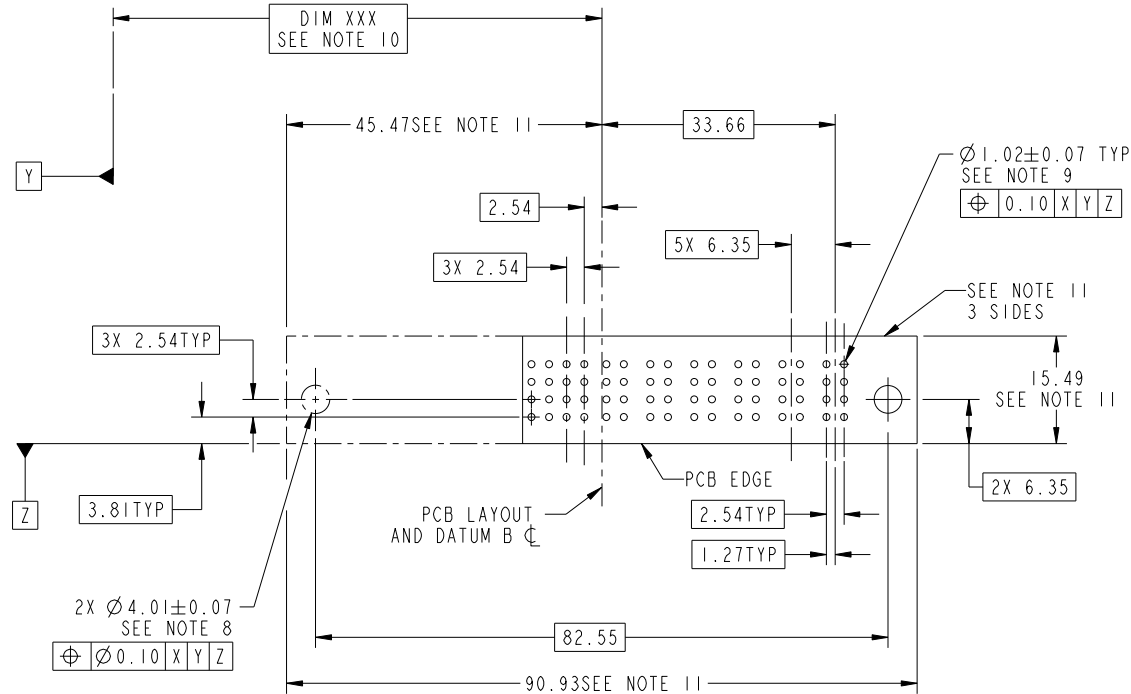 DIM XXX
SEE NOTE 10
45.47SEE NOTE 11
33.66
Ø1.02±0.07 TYP
SEE NOTE 9
⌖ 0.10 X Y Z
Y
2.54
5X 6.35
3X 2.54
SEE NOTE 11
3 SIDES
3X 2.54TYP
15.49
SEE NOTE 11
PCB EDGE
2X 6.35
Z
3.81TYP
PCB LAYOUT
AND DATUM B ℄
2.54TYP
1.27TYP
2X Ø4.01±0.07
SEE NOTE 8
⌖ Ø0.10 X Y Z
82.55
90.93SEE NOTE 11